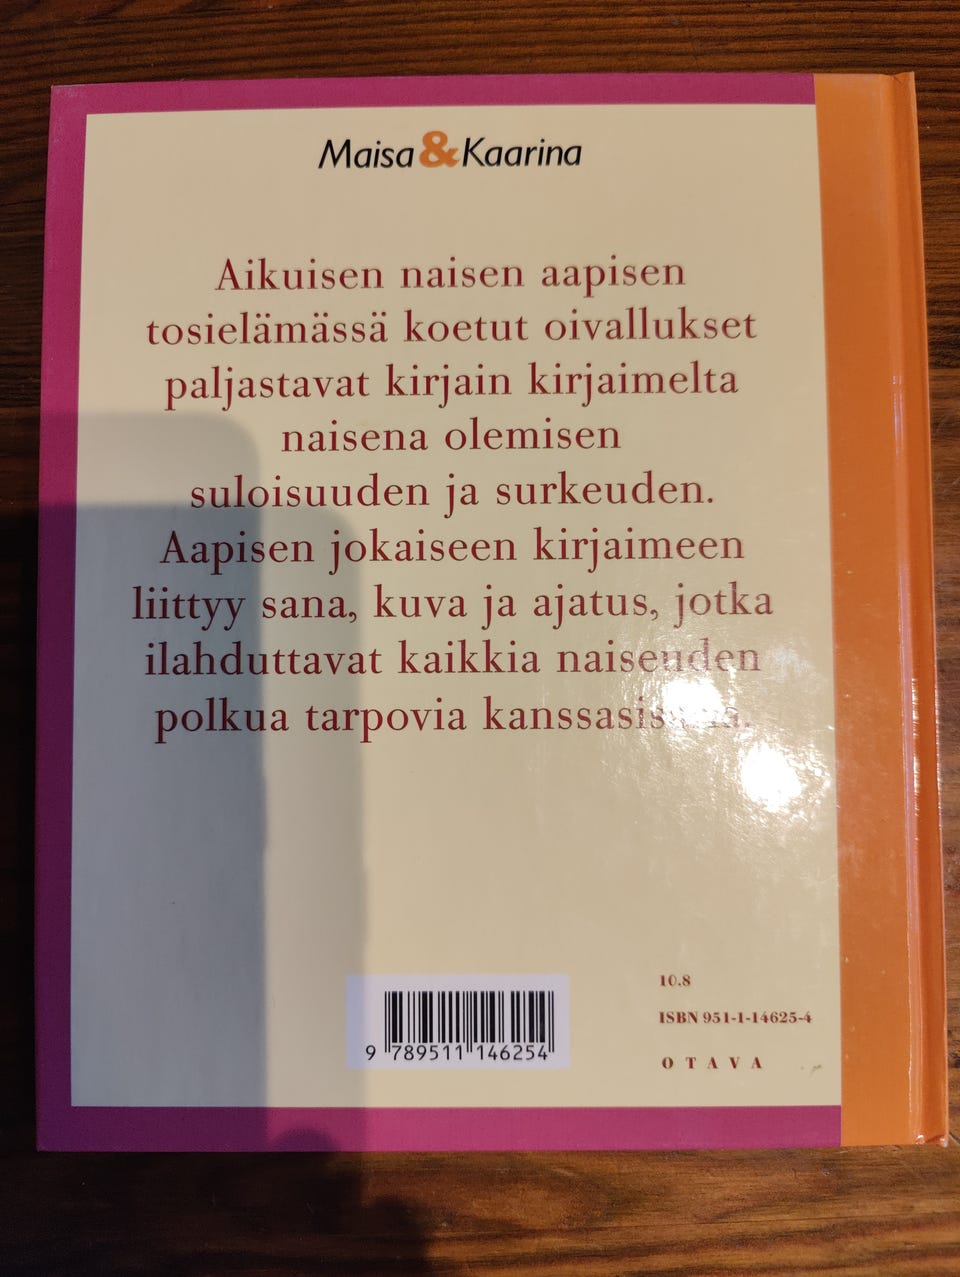 Maisa & Kaarina
Aikuisen naisen aapisen
tosielämässä koetut oivallukset
paljastavat kirjain kirjaimelta
naisena olemisen
suloisuuden ja surkeuden.
Aapisen jokaiseen kirjaimeen
liittyy sana, kuva ja ajatus, jotka
ilahduttavat kaikkia naiseuden
polkua tarpovia
10.8
ISBN 951-1-14625-4
9 789511 146254
O T A V A